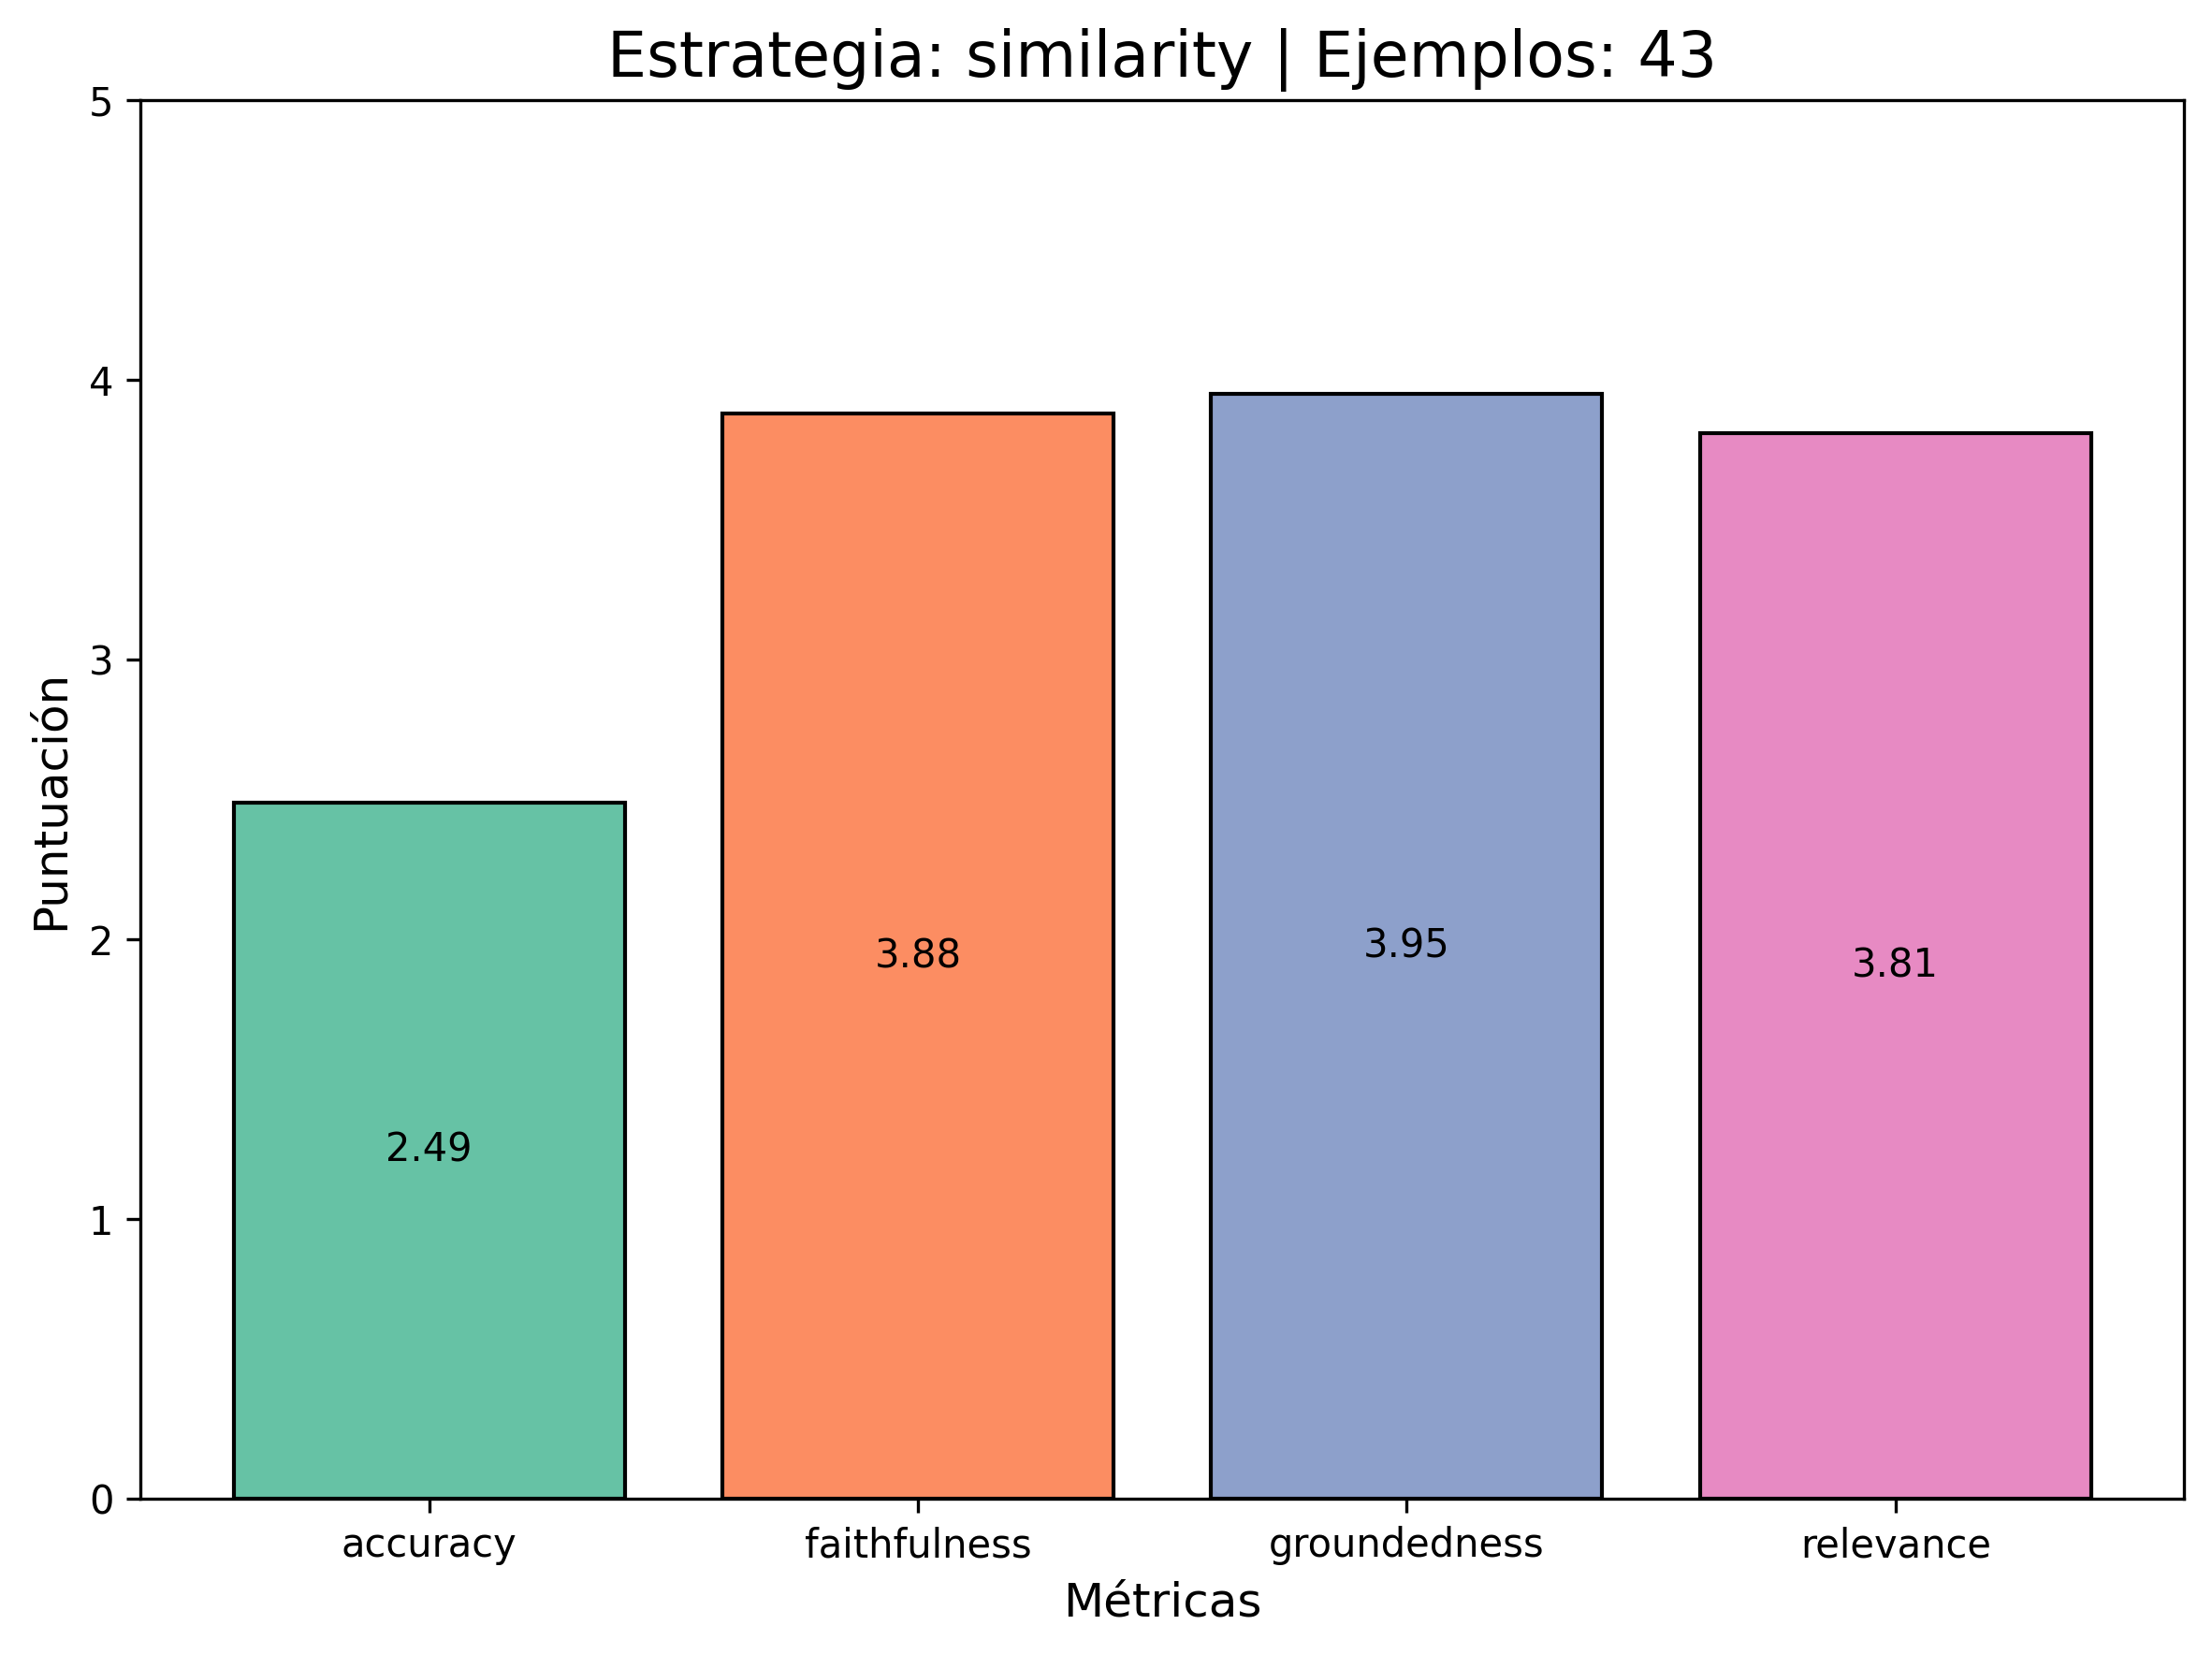 Estrategia: similarity | Ejemplos: 43
Puntuación
5
4
3
2
1
0
2.49
3.88
3.95
3.81
accuracy
faithfulness
groundedness
relevance
Métricas